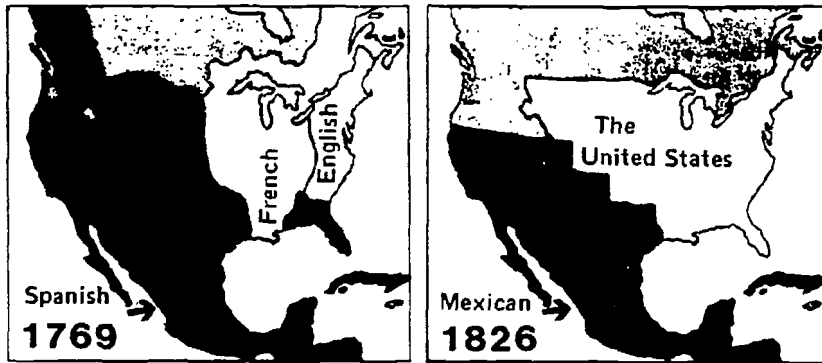 French
English
Spanish
1769
The
United States
Mexican
1826